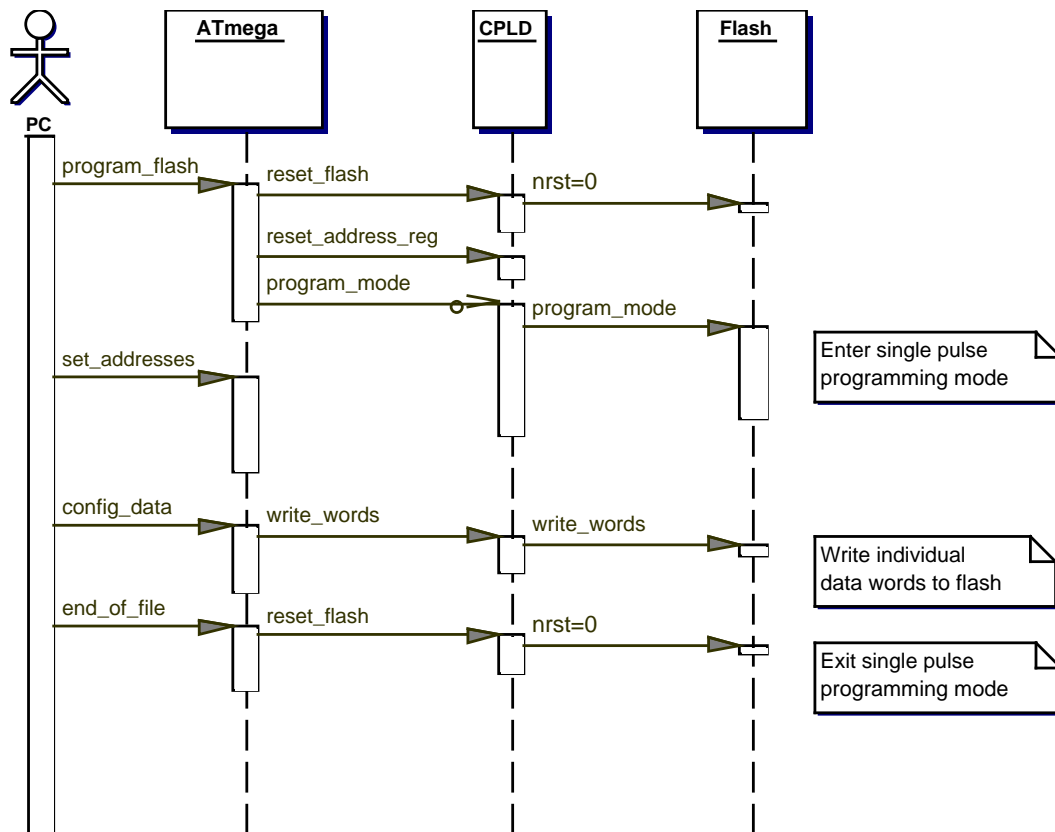 ATmega
CPLD
Flash
PC
program_flash
reset_flash
nrst=0
reset_address_reg
program_mode
program_mode
Enter single pulse
programming mode
set_addresses
config_data
write_words
write_words
Write individual
data words to flash
end_of_file
reset_flash
nrst=0
Exit single pulse
programming mode